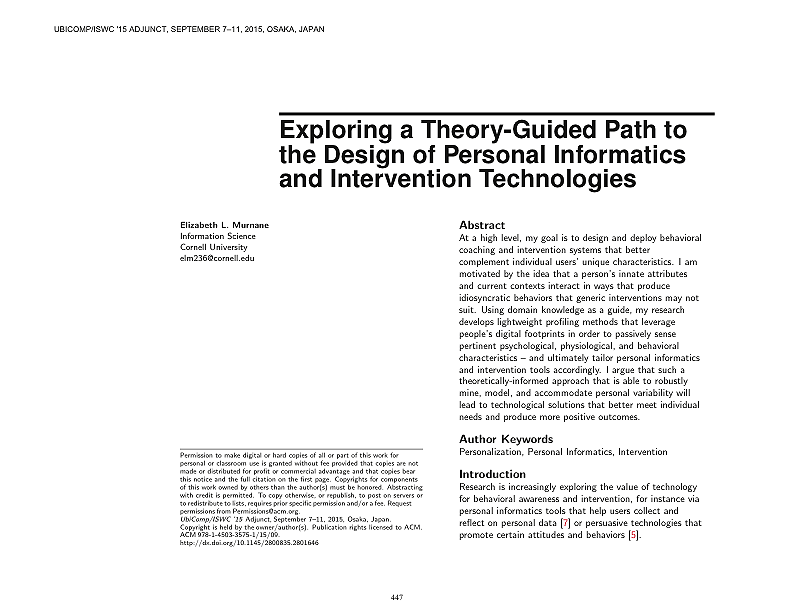 UBICOMP/ISWC '15 ADJUNCT, SEPTEMBER 7–11, 2015, OSAKA, JAPAN
Exploring a Theory-Guided Path to
the Design of Personal Informatics
and Intervention Technologies
Elizabeth L. Murnane
Information Science
Cornell University
elm236@cornell.edu
Permission to make digital or hard copies of all or part of this work for
personal or classroom use is granted without fee provided that copies are not
made or distributed for profit or commercial advantage and that copies bear
this notice and the full citation on the first page. Copyrights for components
of this work owned by others than the author(s) must be honored. Abstracting
with credit is permitted. To copy otherwise, or republish, to post on servers or
to redistribute to lists, requires prior specific permission and/or a fee. Request
permissions from Permissions@acm.org.
UbiComp/ISWC '15 Adjunct, September 7–11, 2015, Osaka, Japan.
Copyright is held by the owner/author(s). Publication rights licensed to ACM.
ACM 978-1-4503-3575-1/15/09.
http://dx.doi.org/10.1145/2800835.2801646
Abstract
At a high level, my goal is to design and deploy behavioral
coaching and intervention systems that better
complement individual users' unique characteristics. I am
motivated by the idea that a person's innate attributes
and current contexts interact in ways that produce
idiosyncratic behaviors that generic interventions may not
suit. Using domain knowledge as a guide, my research
develops lightweight profiling methods that leverage
people's digital footprints in order to passively sense
pertinent psychological, physiological, and behavioral
characteristics – and ultimately tailor personal informatics
and intervention tools accordingly. I argue that such a
theoretically-informed approach that is able to robustly
mine, model, and accommodate personal variability will
lead to technological solutions that better meet individual
needs and produce more positive outcomes.
Author Keywords
Personalization, Personal Informatics, Intervention
Introduction
Research is increasingly exploring the value of technology
for behavioral awareness and intervention, for instance via
personal informatics tools that help users collect and
reflect on personal data [7] or persuasive technologies that
promote certain attitudes and behaviors [5].
447